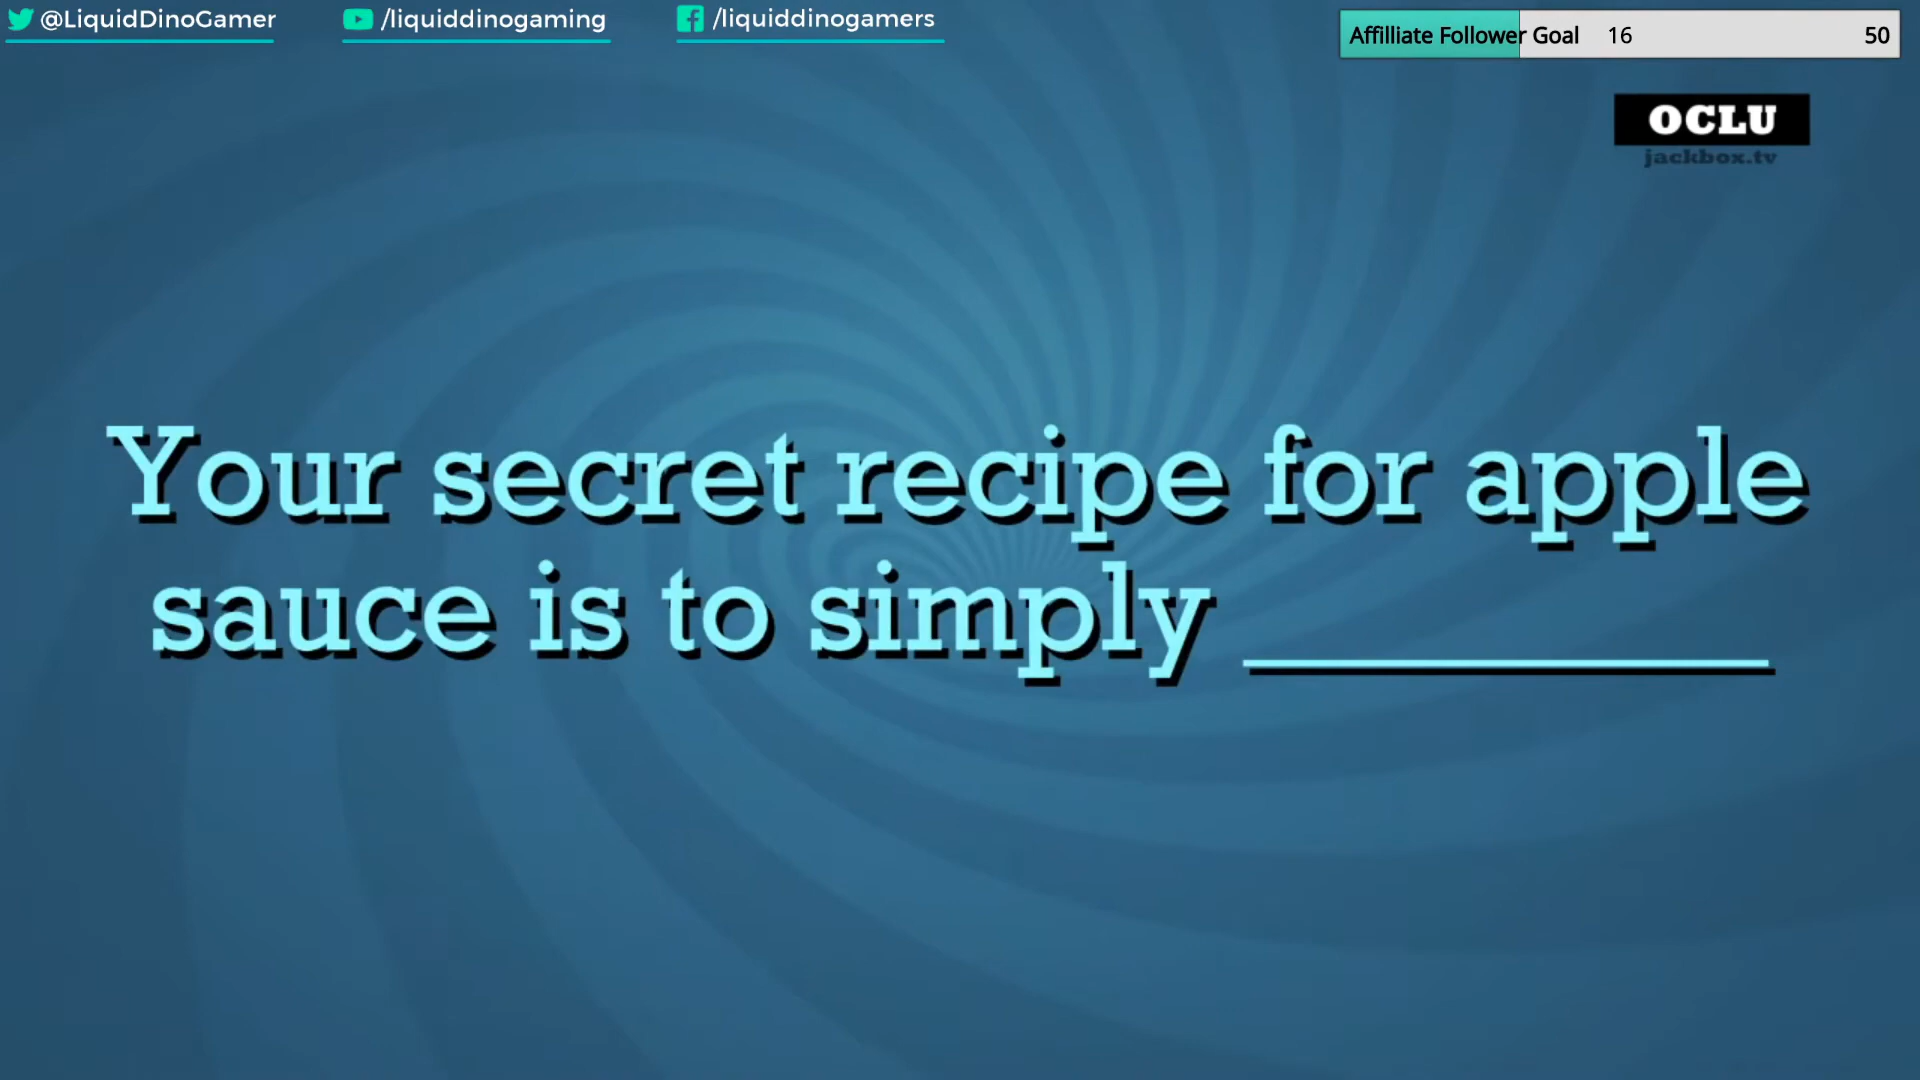 @LiquidDinoGamer /liquiddinogaming /liquiddinogamers
Affilliate Follower Goal 16 50
OCLU
jackbox.tv
Your secret recipe for apple
sauce is to simply ________